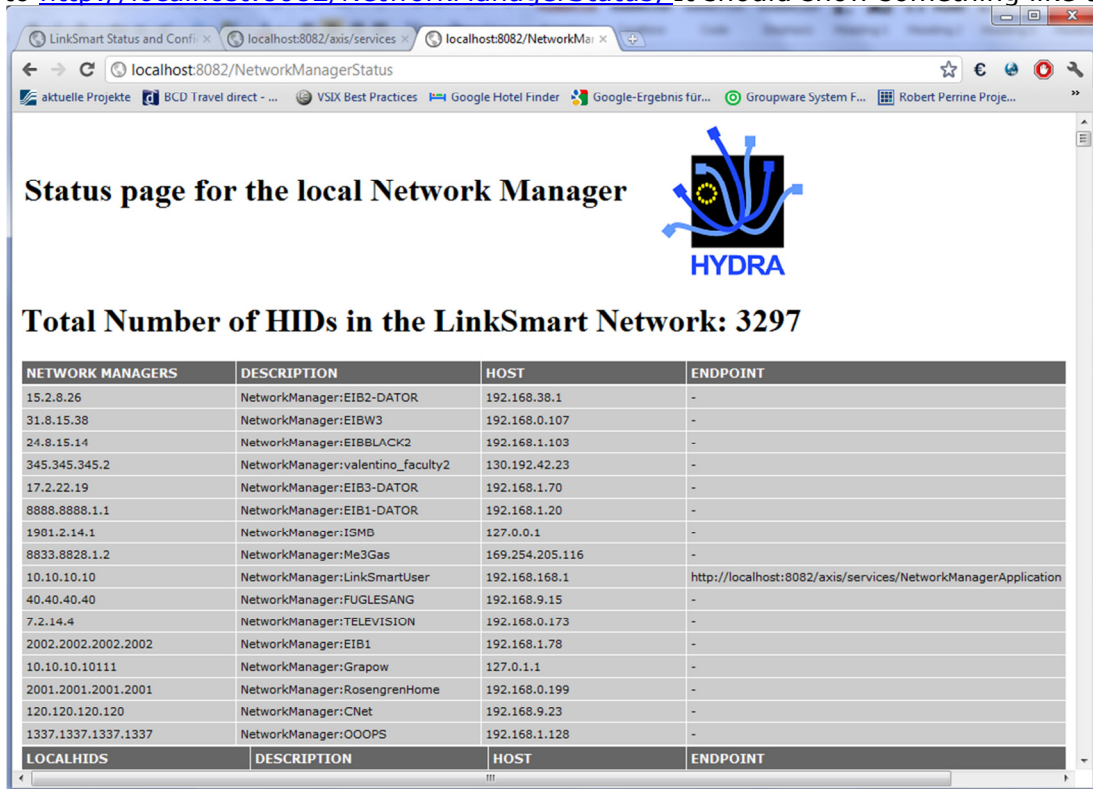 to http://localhost:8082/NetworkManagerStatus/ It should show something like
LinkSmart Status and Confi
localhost:8082/axis/services
localhost:8082/NetworkMa
localhost:8082/NetworkManagerStatus
aktuelle Projekte BCD Travel direct - ... VSIX Best Practices Google Hotel Finder Google-Ergebnis für... Groupware System F... Robert Perrine Proje... »
Status page for the local Network Manager
HYDRA
Total Number of HIDs in the LinkSmart Network: 3297
NETWORK MANAGERS DESCRIPTION HOST ENDPOINT
15.2.8.26 NetworkManager:EIB2-DATOR 192.168.38.1 -
31.8.15.38 NetworkManager:EIBW3 192.168.0.107 -
24.8.15.14 NetworkManager:EIBBLACK2 192.168.1.103 -
345.345.345.2 NetworkManager:valentino_faculty2 130.192.42.23 -
17.2.22.19 NetworkManager:EIB3-DATOR 192.168.1.70 -
8888.8888.1.1 NetworkManager:EIB1-DATOR 192.168.1.20 -
1981.2.14.1 NetworkManager:ISMB 127.0.0.1 -
8833.8828.1.2 NetworkManager:Me3Gas 169.254.205.116 -
10.10.10.10 NetworkManager:LinkSmartUser 192.168.168.1 http://localhost:8082/axis/services/NetworkManagerApplication
40.40.40.40 NetworkManager:FUGLESANG 192.168.9.15 -
7.2.14.4 NetworkManager:TELEVISION 192.168.0.173 -
2002.2002.2002.2002 NetworkManager:EIB1 192.168.1.78 -
10.10.10.10111 NetworkManager:Grapow 127.0.1.1 -
2001.2001.2001.2001 NetworkManager:RosengrenHome 192.168.0.199 -
120.120.120.120 NetworkManager:CNet 192.168.9.23 -
1337.1337.1337.1337 NetworkManager:OOOPS 192.168.1.128 -
LOCALHIDS DESCRIPTION HOST ENDPOINT